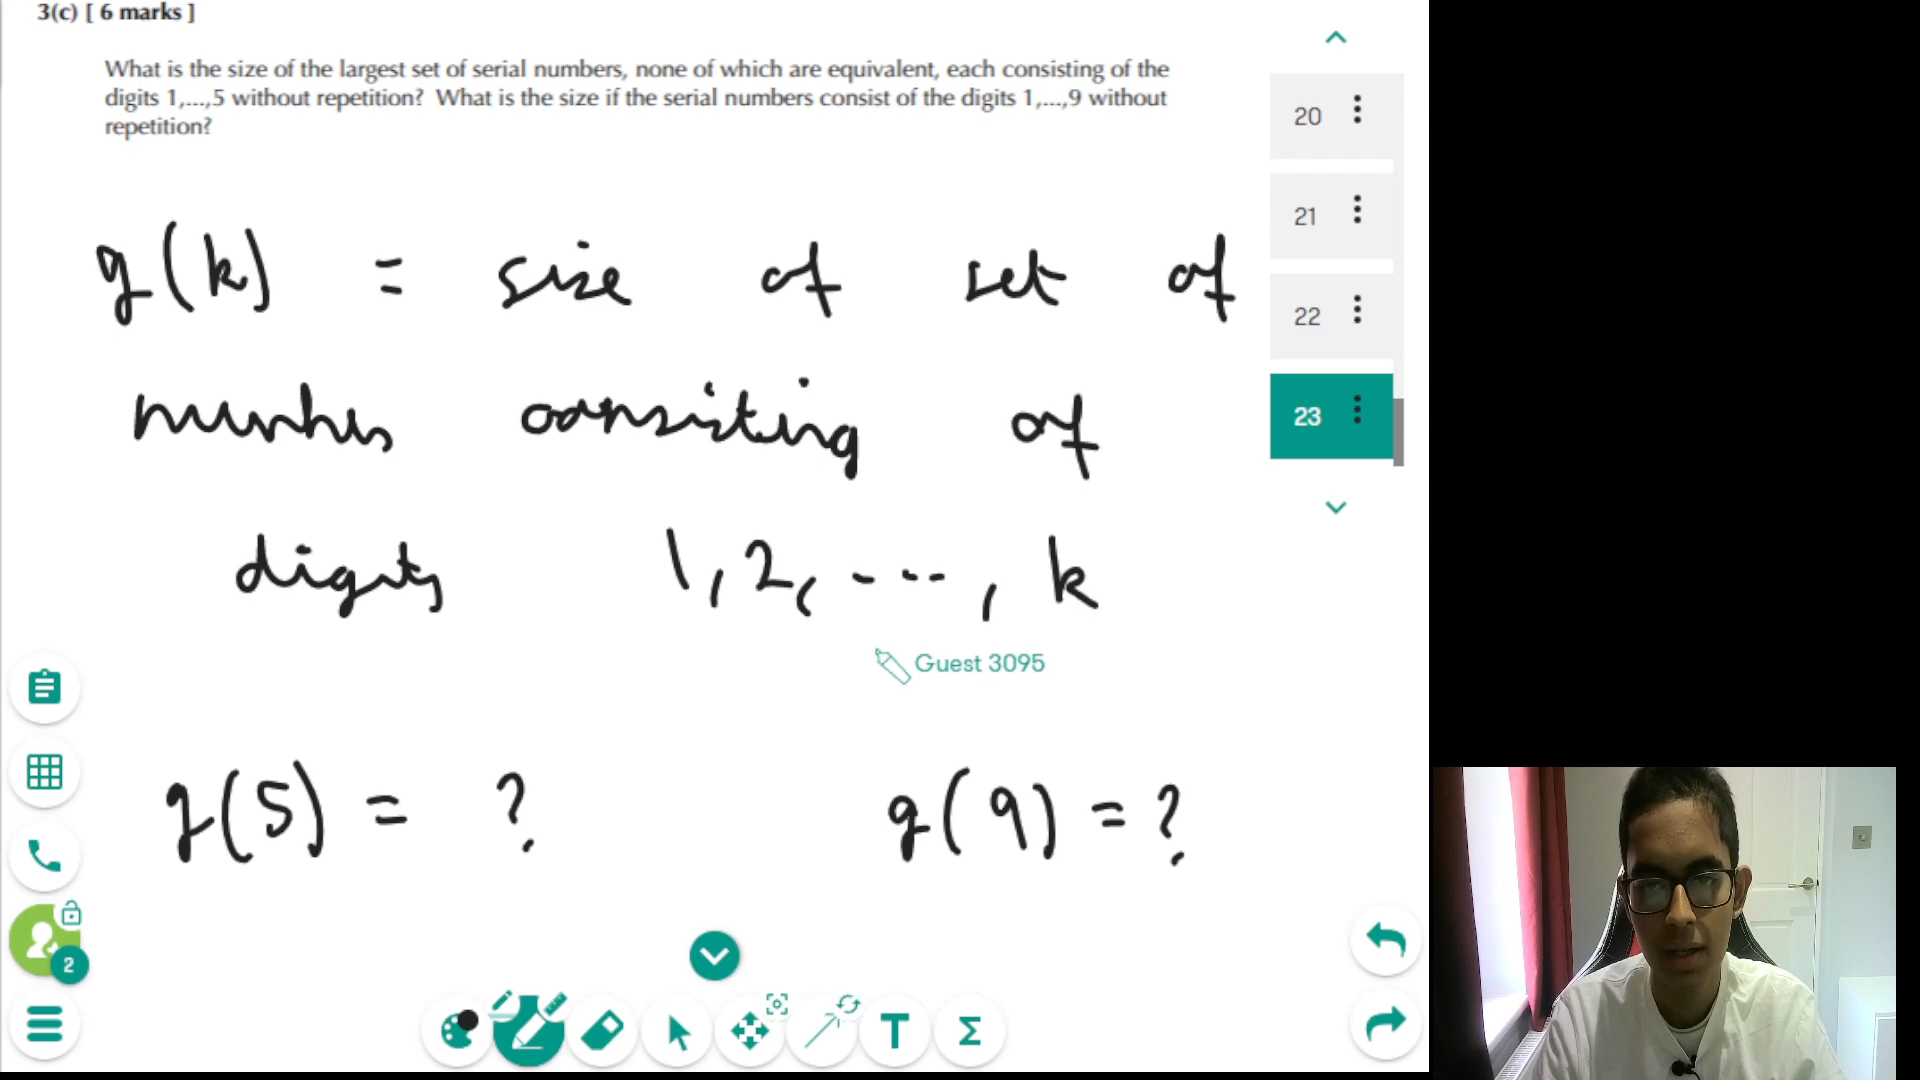 3(c) [ 6 marks ]
What is the size of the largest set of serial numbers, none of which are equivalent, each consisting of the
digits 1,...,5 without repetition? What is the size if the serial numbers consist of the digits 1,...,9 without
repetition?
g(k) = size of set of
numbers consisting of
digits 1, 2, ..., k
Guest 3095
g(5) = ?
g(9) = ?
20
21
22
23
2
T
Σ